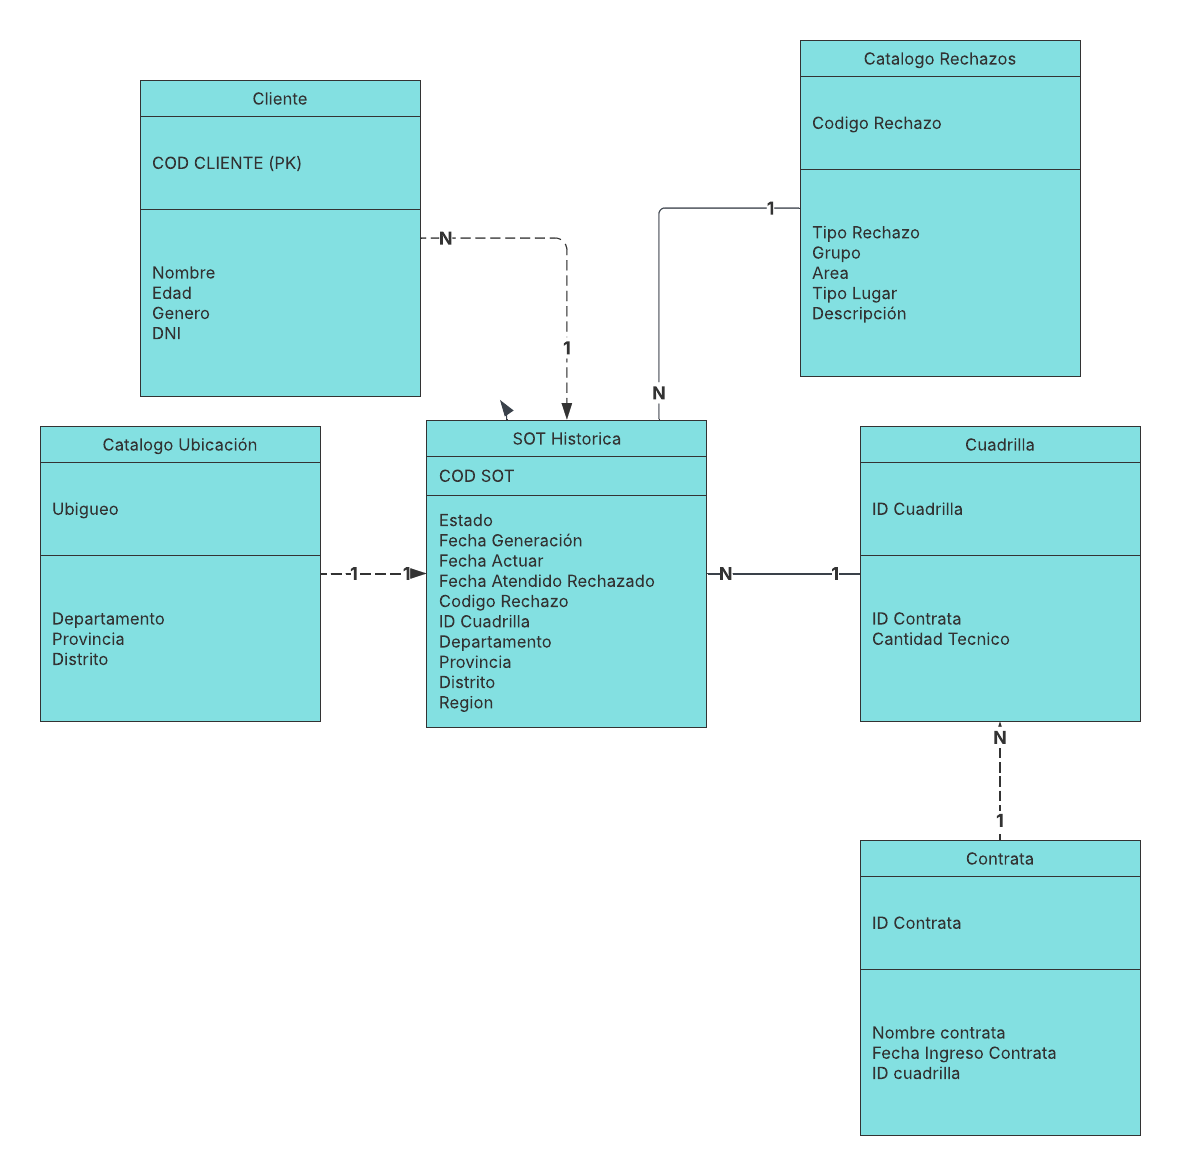 Catalogo Rechazos
Codigo Rechazo
Tipo Rechazo
Grupo
Area
Tipo Lugar
Descripción
Cliente
COD CLIENTE (PK)
Nombre
Edad
Genero
DNI
N
1
1
N
Catalogo Ubicación
Ubigueo
Departamento
Provincia
Distrito
1
1
SOT Historica
COD SOT
Estado
Fecha Generación
Fecha Actuar
Fecha Atendido Rechazado
Codigo Rechazo
ID Cuadrilla
Departamento
Provincia
Distrito
Region
N
1
Cuadrilla
ID Cuadrilla
ID Contrata
Cantidad Tecnico
N
1
Contrata
ID Contrata
Nombre contrata
Fecha Ingreso Contrata
ID cuadrilla